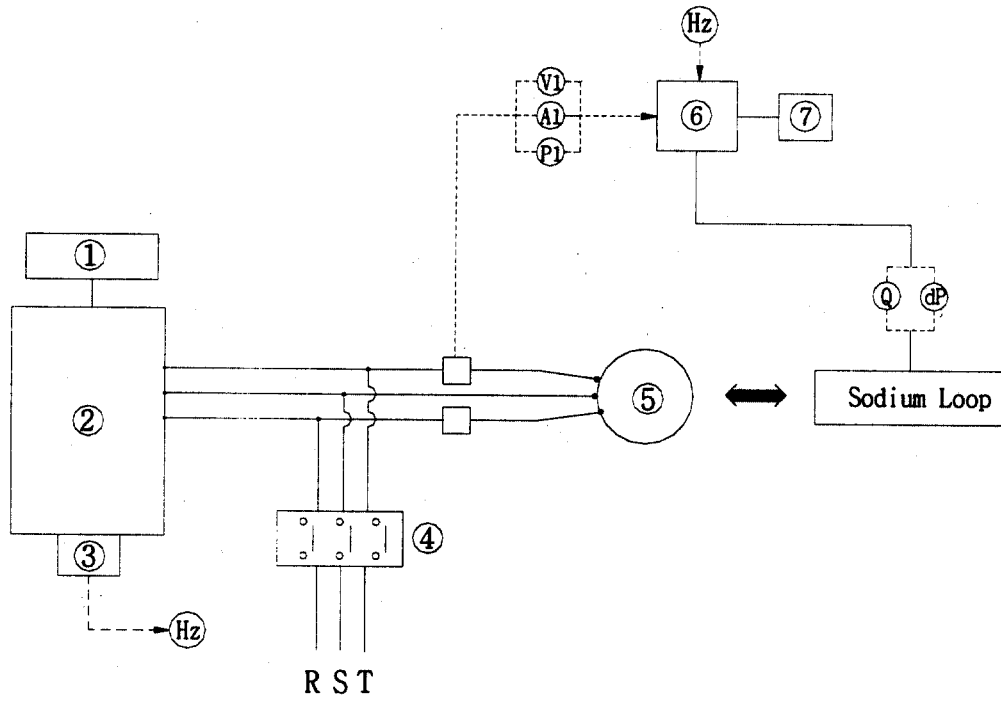 Hz
V1
A1
P1
⑥
⑦
①
Q
dP
②
⑤
Sodium Loop
③
④
Hz
R S T